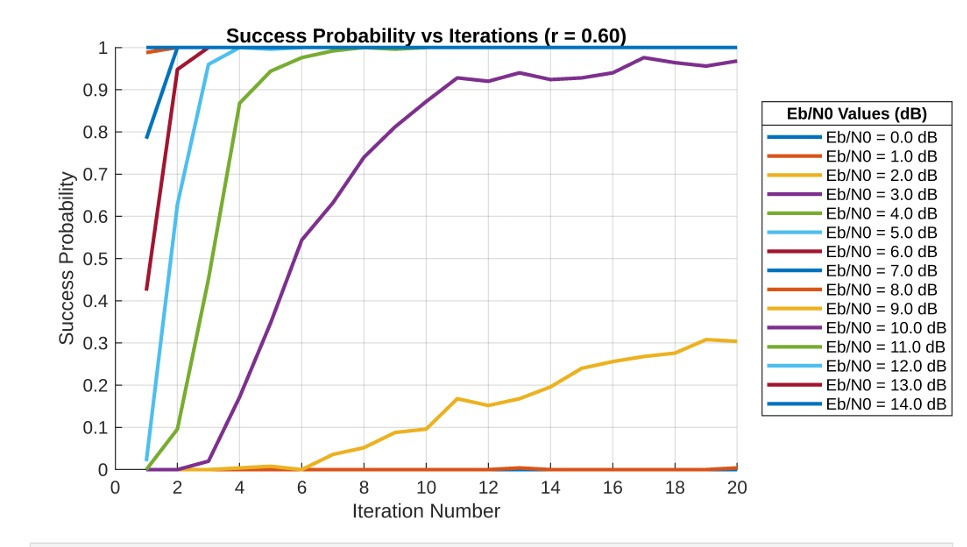 Success Probability vs Iterations (r = 0.60)
1
0.9
0.8
0.7
0.6
0.5
0.4
0.3
0.2
0.1
0
Success Probability
0 2 4 6 8 10 12 14 16 18 20
Iteration Number
Eb/N0 Values (dB)
Eb/N0 = 0.0 dB
Eb/N0 = 1.0 dB
Eb/N0 = 2.0 dB
Eb/N0 = 3.0 dB
Eb/N0 = 4.0 dB
Eb/N0 = 5.0 dB
Eb/N0 = 6.0 dB
Eb/N0 = 7.0 dB
Eb/N0 = 8.0 dB
Eb/N0 = 9.0 dB
Eb/N0 = 10.0 dB
Eb/N0 = 11.0 dB
Eb/N0 = 12.0 dB
Eb/N0 = 13.0 dB
Eb/N0 = 14.0 dB